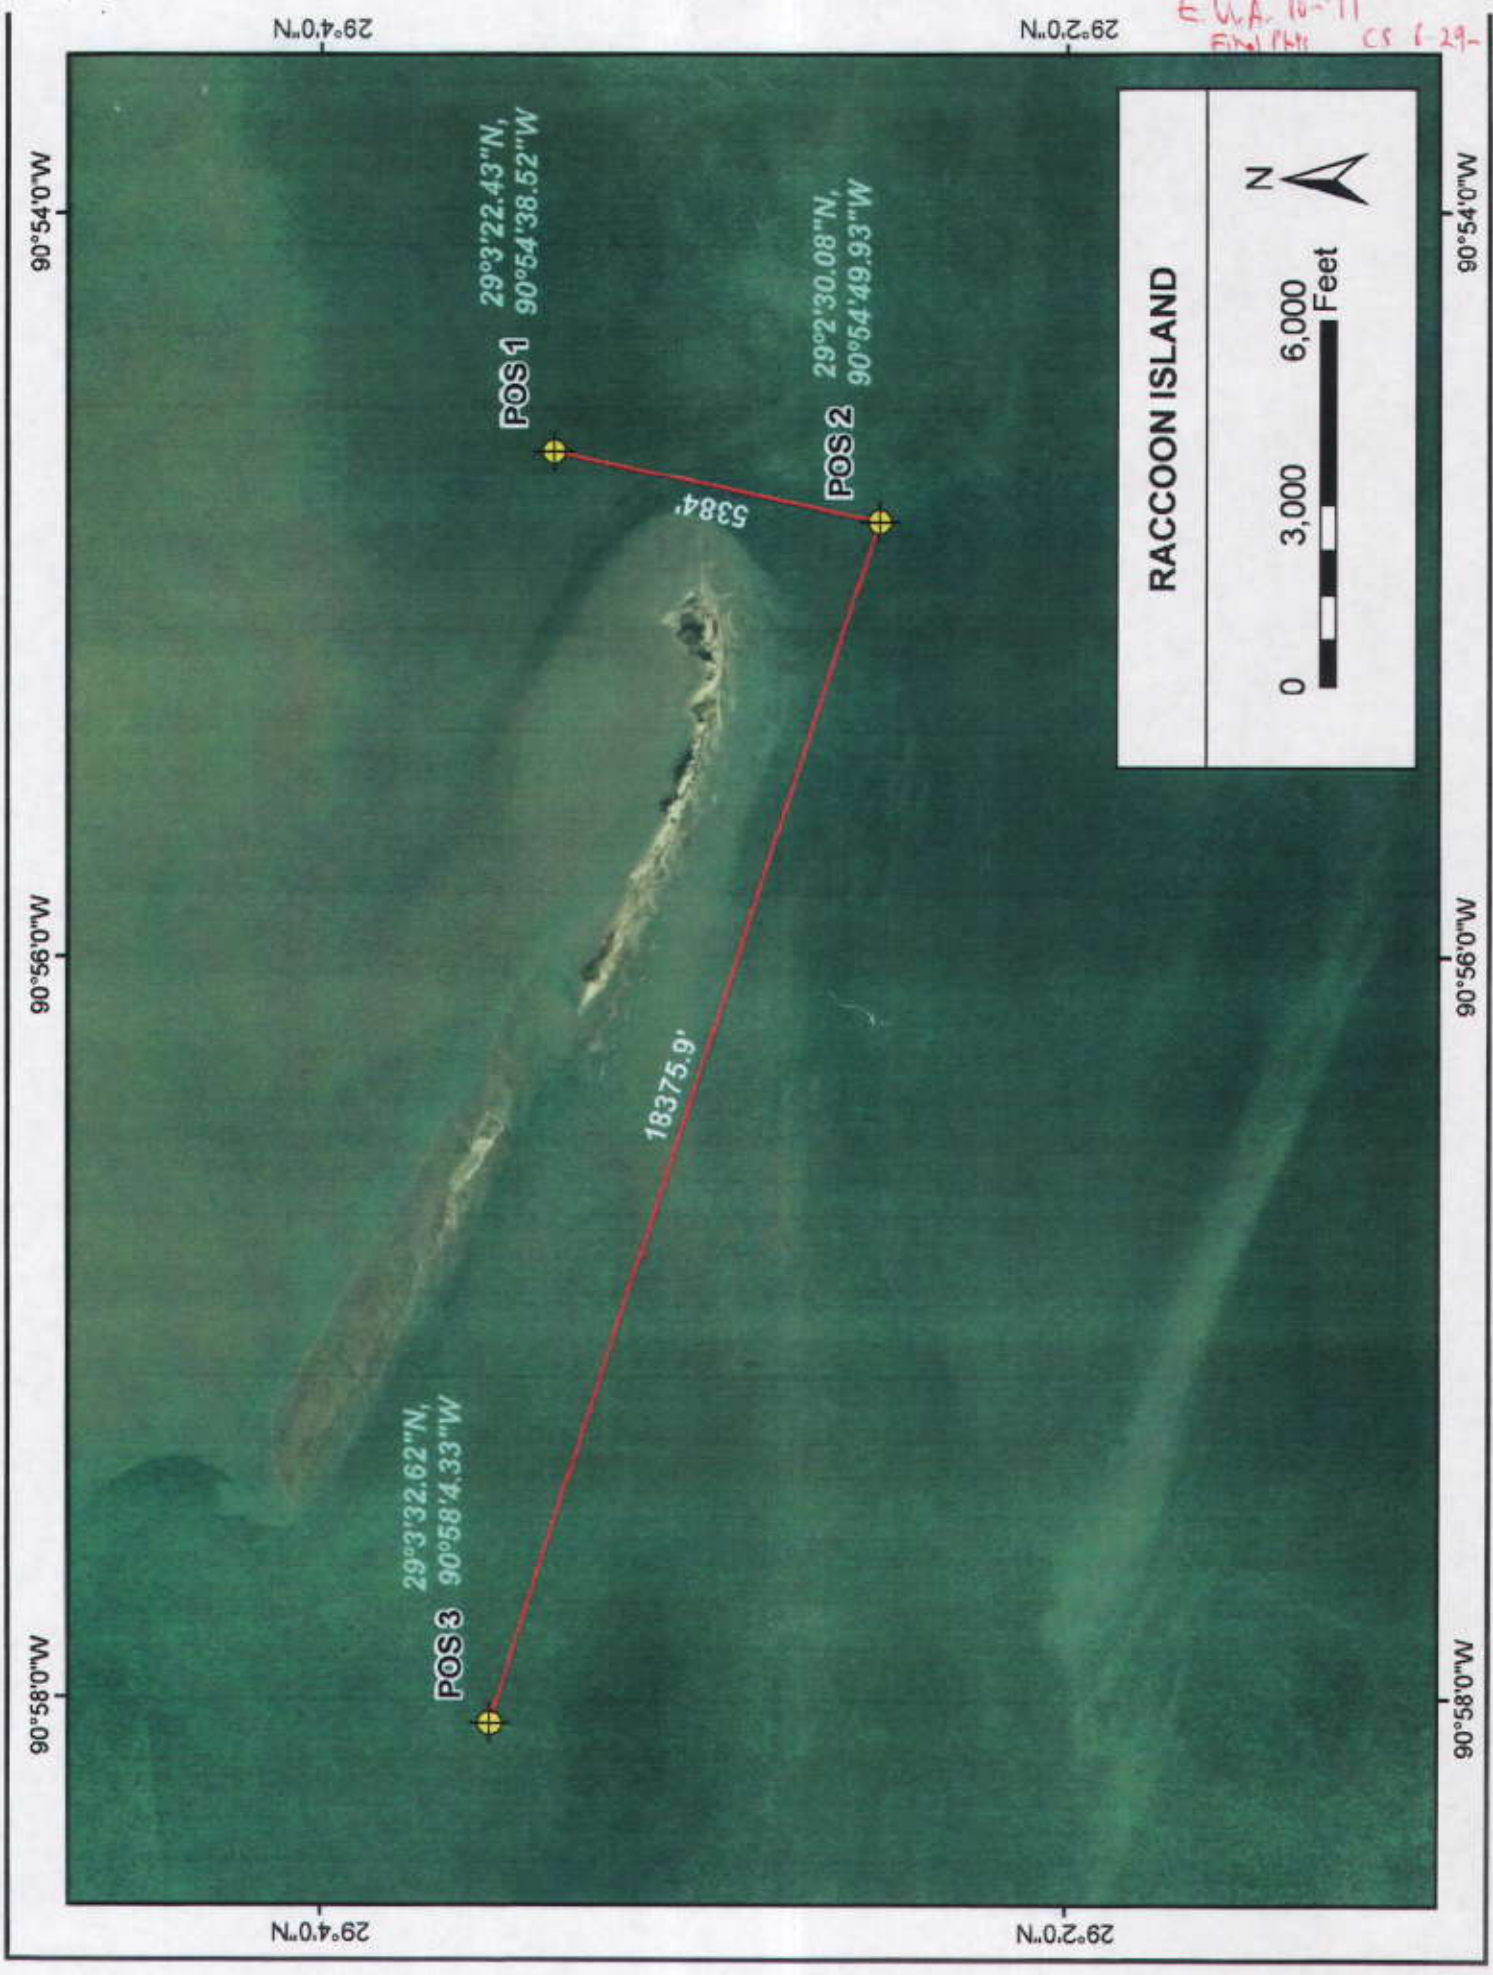 90°58'0"W
90°56'0"W
90°54'0"W
29°4'0"N
29°4'0"N
POS 3
29°3'32.62"N,
90°58'4.33"W
POS 1
29°3'22.43"N,
90°54'38.52"W
18375.9'
5384'
POS 2
29°2'30.08"N,
90°54'49.93"W
29°2'0"N
29°2'0"N
RACCOON ISLAND
N
0
3,000
6,000
Feet
90°58'0"W
90°56'0"W
90°54'0"W